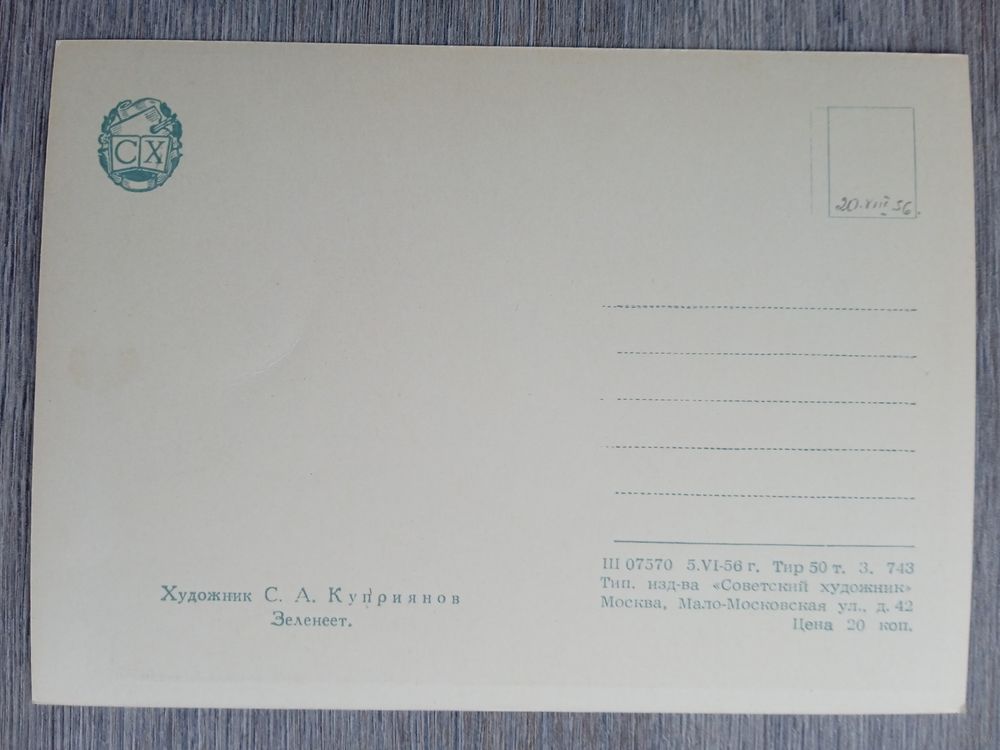 СХ
20.VIII 56.
Художник С. А. Куприянов
Зеленеет.
Ш 07570 5.VI-56 г. Тир 50 т. З. 743
Тип. изд-ва «Советский художник»
Москва, Мало-Московская ул., д. 42
Цена 20 коп.